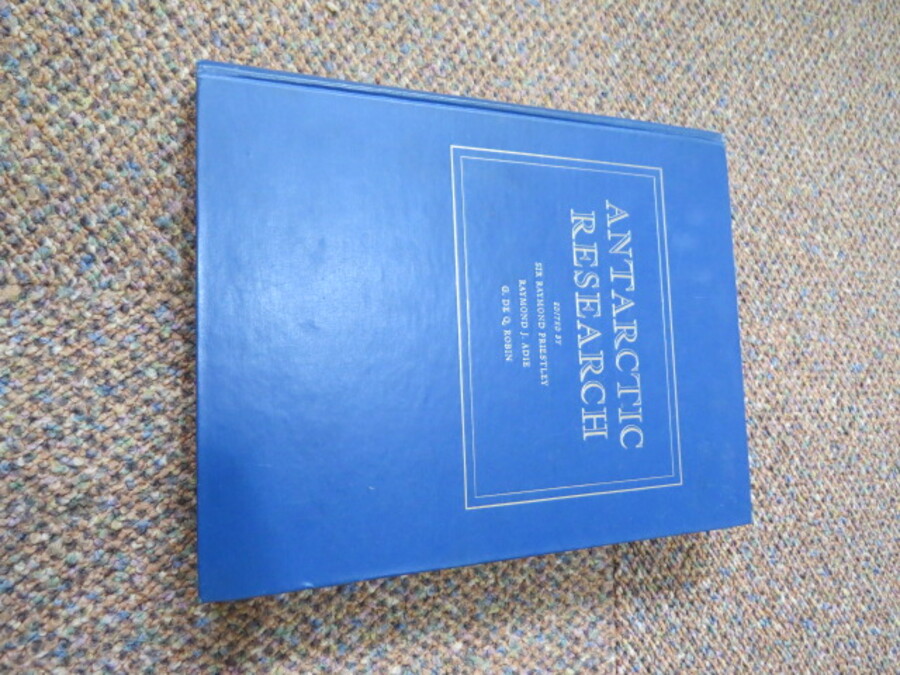 ANTARCTIC
RESEARCH
EDITED BY
SIR RAYMOND PRIESTLEY
RAYMOND J. ADIE
G. DE Q. ROBIN